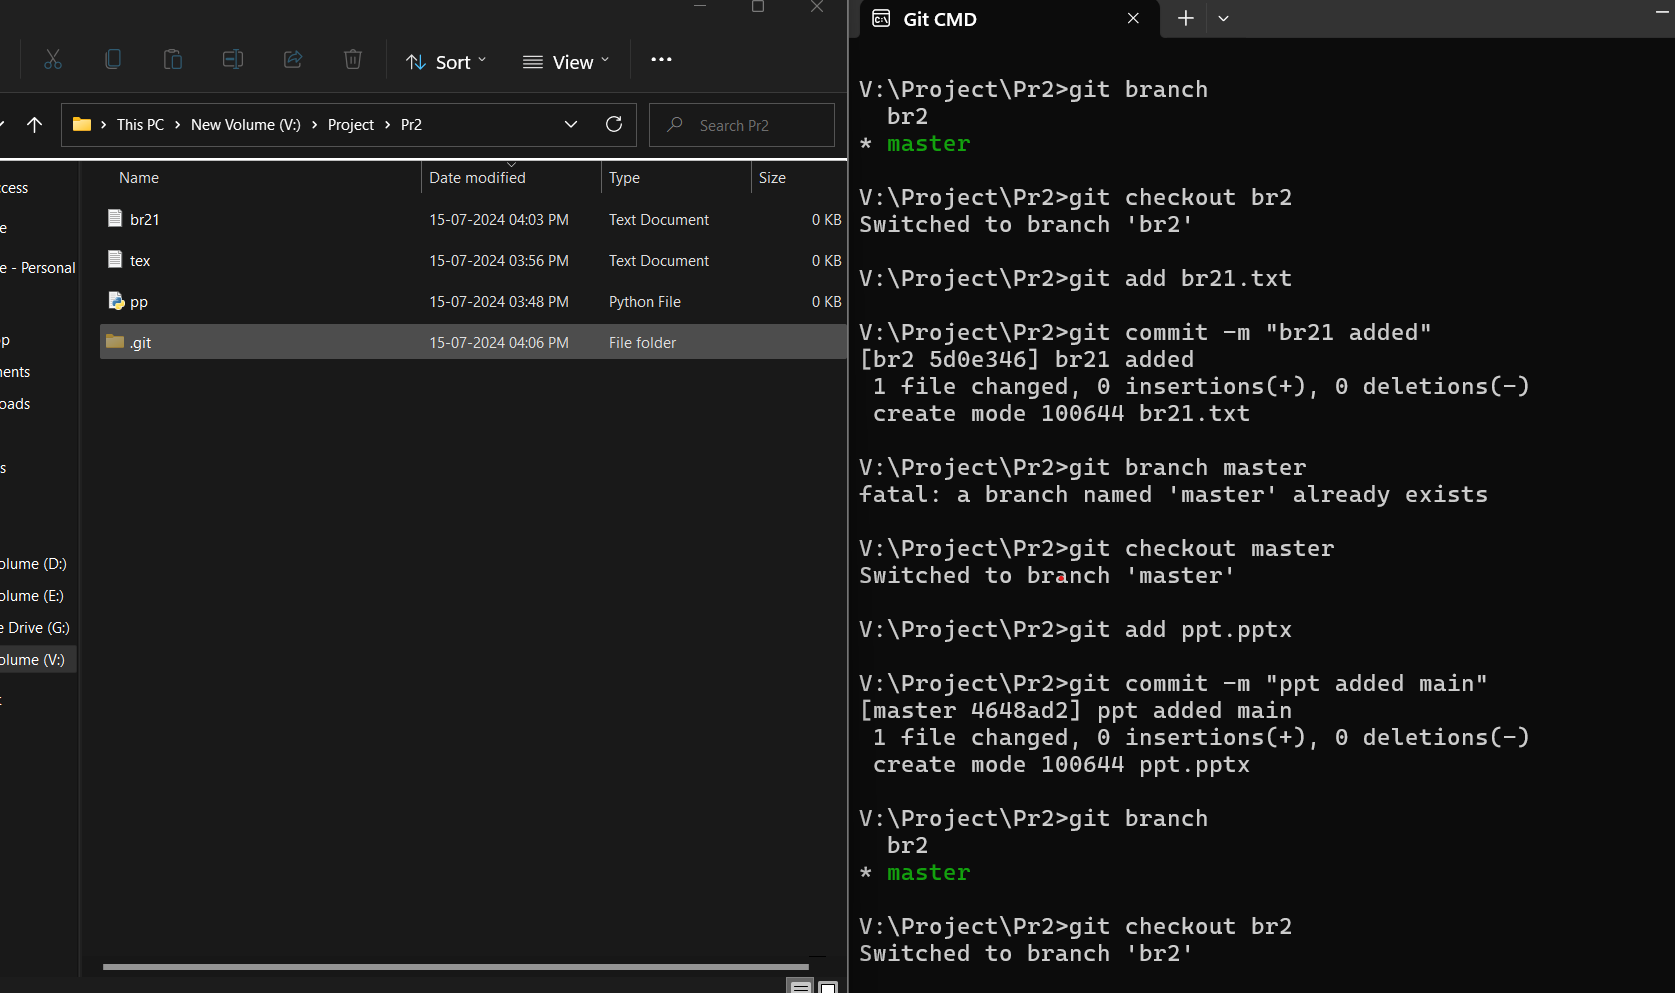 Sort
View
This PC
New Volume (V:)
Project
Pr2
Search Pr2
Name
Date modified
Type
Size
br21
15-07-2024 04:03 PM
Text Document
0 KB
tex
15-07-2024 03:56 PM
Text Document
0 KB
pp
15-07-2024 03:48 PM
Python File
0 KB
.git
15-07-2024 04:06 PM
File folder
cess
e
e - Personal
p
ents
oads
s
olume (D:)
olume (E:)
e Drive (G:)
olume (V:)
Git CMD
V:\Project\Pr2>git branch
br2
* master
V:\Project\Pr2>git checkout br2
Switched to branch 'br2'
V:\Project\Pr2>git add br21.txt
V:\Project\Pr2>git commit -m "br21 added"
[br2 5d0e346] br21 added
1 file changed, 0 insertions(+), 0 deletions(-)
create mode 100644 br21.txt
V:\Project\Pr2>git branch master
fatal: a branch named 'master' already exists
V:\Project\Pr2>git checkout master
Switched to branch 'master'
V:\Project\Pr2>git add ppt.pptx
V:\Project\Pr2>git commit -m "ppt added main"
[master 4648ad2] ppt added main
1 file changed, 0 insertions(+), 0 deletions(-)
create mode 100644 ppt.pptx
V:\Project\Pr2>git branch
br2
* master
V:\Project\Pr2>git checkout br2
Switched to branch 'br2'